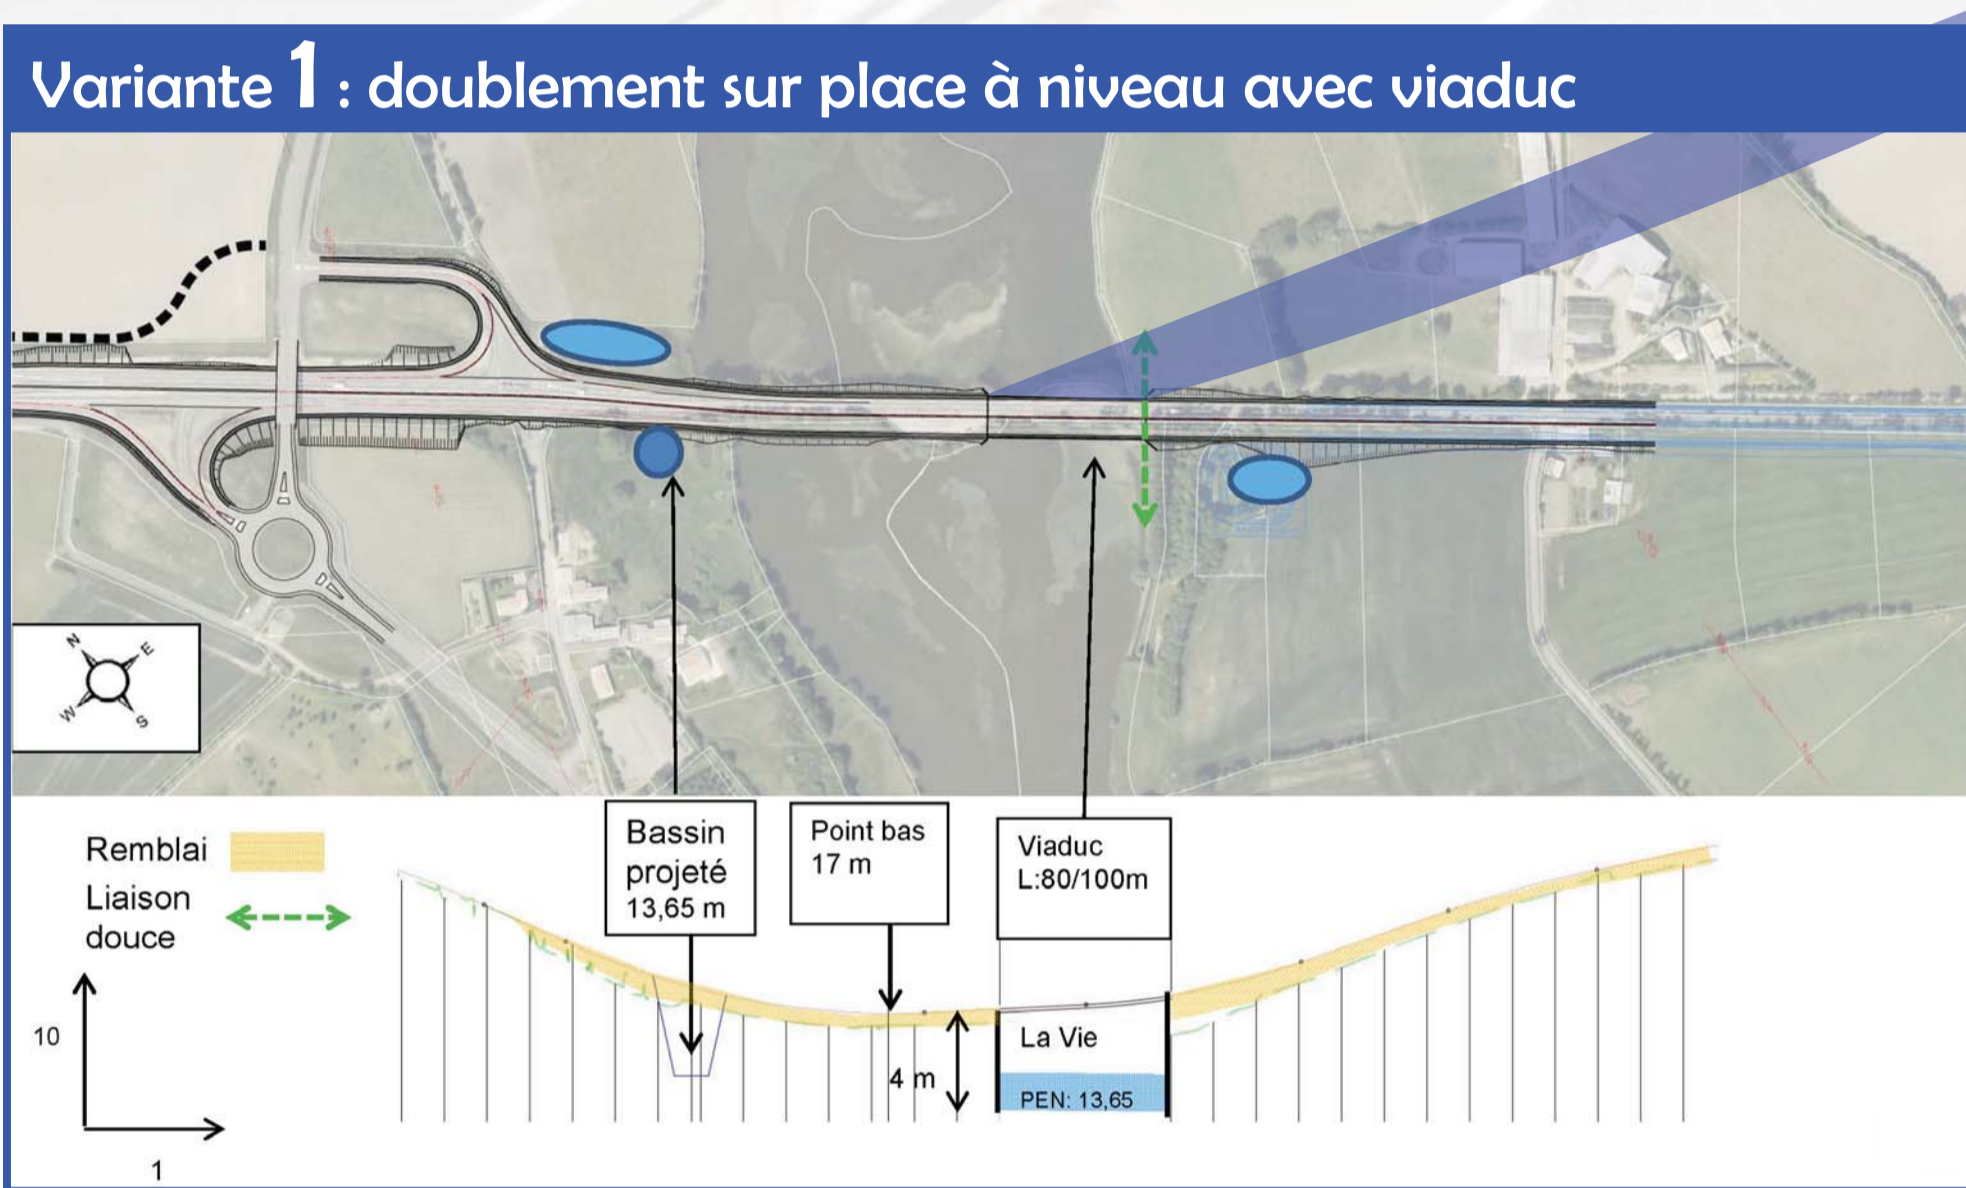 Variante 1 : doublement sur place à niveau avec viaduc
N
E
W
S
Remblai
Liaison
douce
Bassin
projeté
13,65 m
Point bas
17 m
Viaduc
L:80/100m
10
1
4 m
La Vie
PEN: 13,65